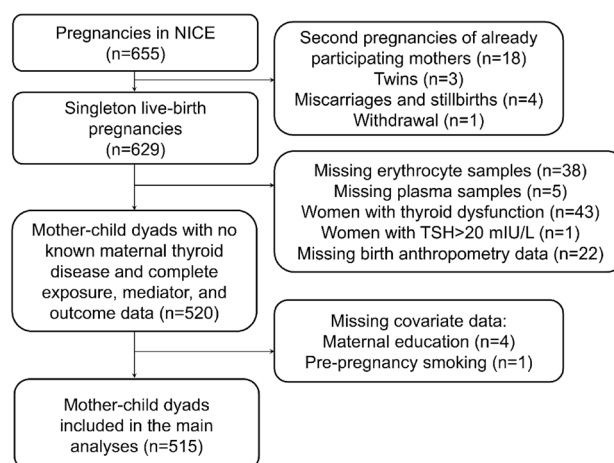 Pregnancies in NICE
(n=655)
Second pregnancies of already
participating mothers (n=18)
Twins (n=3)
Miscarriages and stillbirths (n=4)
Withdrawal (n=1)
Singleton live-birth
pregnancies
(n=629)
Missing erythrocyte samples (n=38)
Missing plasma samples (n=5)
Women with thyroid dysfunction (n=43)
Women with TSH>20 mIU/L (n=1)
Missing birth anthropometry data (n=22)
Mother-child dyads with no
known maternal thyroid
disease and complete
exposure, mediator, and
outcome data (n=520)
Missing covariate data:
Maternal education (n=4)
Pre-pregnancy smoking (n=1)
Mother-child dyads
included in the main
analyses (n=515)